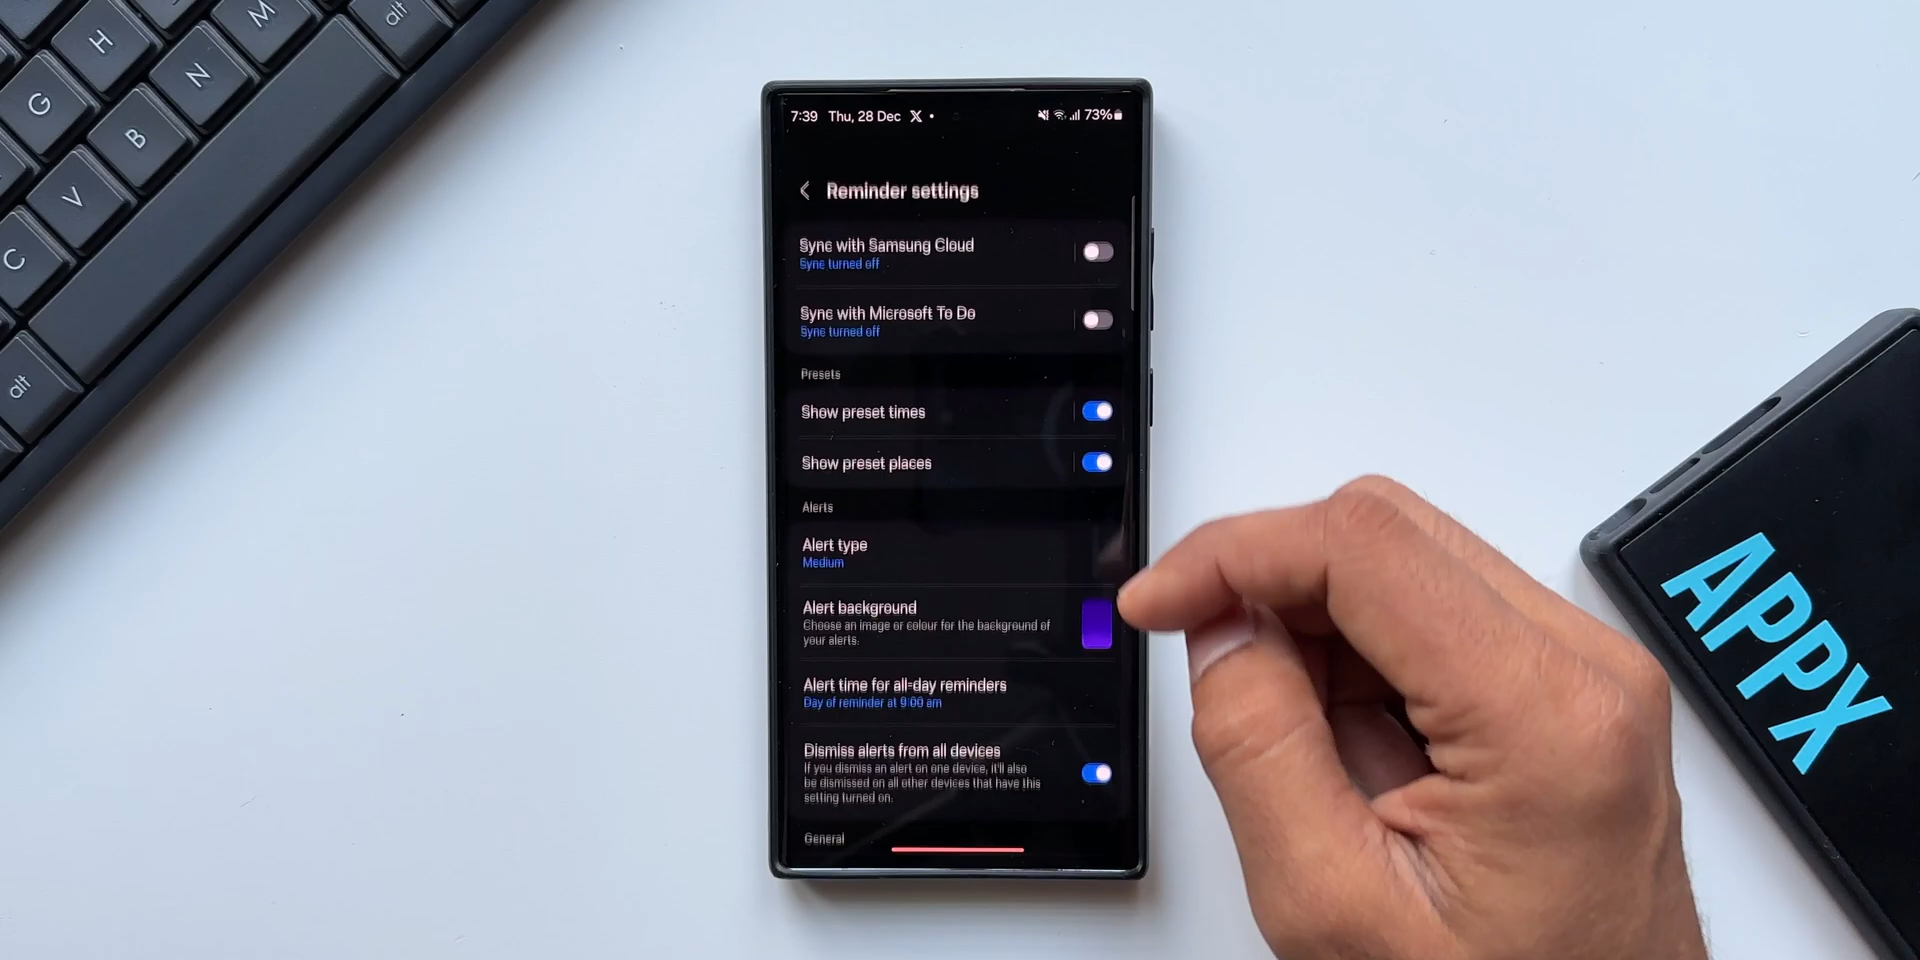 H
M
alt
G
N
B
V
C
alt
7:39 Thu, 28 Dec X • 73%
Reminder settings
Sync with Samsung Cloud
Sync turned off
Sync with Microsoft To Do
Sync turned off
Presets
Show preset times
Show preset places
Alerts
Alert type
Medium
Alert background
Choose an image or colour for the background of
your alerts.
Alert time for all-day reminders
Day of reminder at 9:00 am
Dismiss alerts from all devices
If you dismiss an alert on one device, it'll also
be dismissed on all other devices that have this
setting turned on.
General
APPX